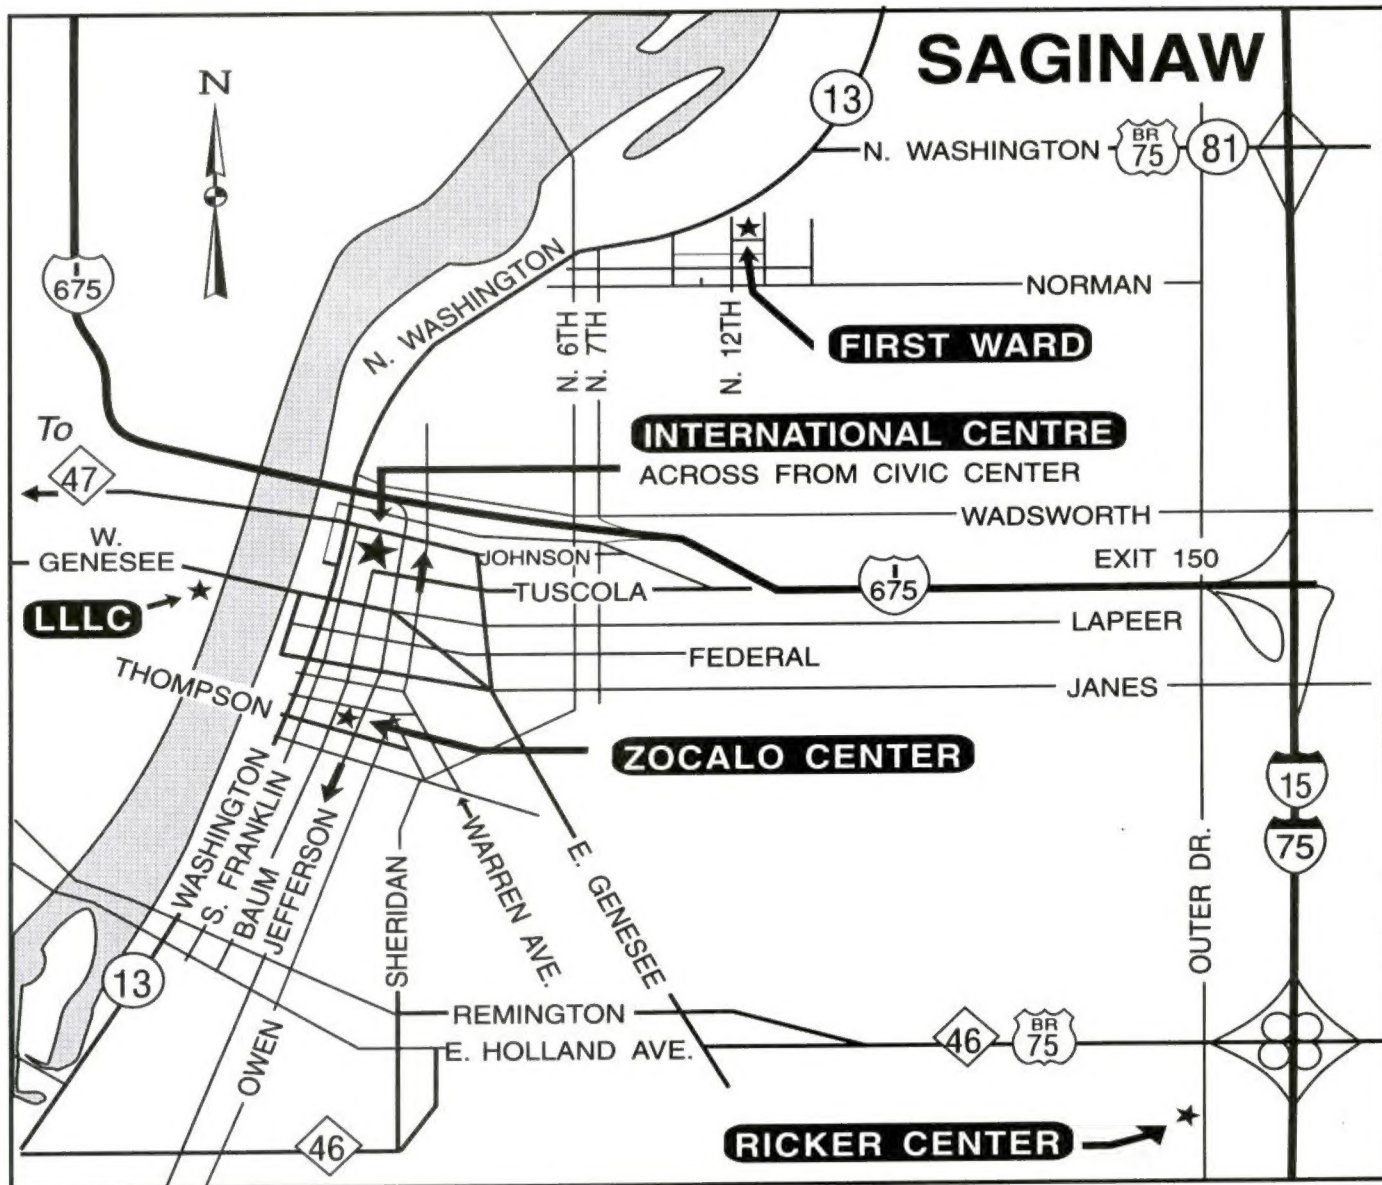 SAGINAW
N
13
N. WASHINGTON
BR
75
81
I
675
N. WASHINGTON
NORMAN
N. 6TH
N. 7TH
N. 12TH
FIRST WARD
To
47
INTERNATIONAL CENTRE
ACROSS FROM CIVIC CENTER
WADSWORTH
W.
GENESEE
JOHNSON
EXIT 150
TUSCOLA
I
675
LLLC
LAPEER
FEDERAL
JANES
THOMPSON
ZOCALO CENTER
15
75
WASHINGTON
S. FRANKLIN
BAUM
JEFFERSON
SHERIDAN
WARREN AVE.
E. GENESEE
OUTER DR.
13
OWEN
REMINGTON
E. HOLLAND AVE.
46
BR
75
46
RICKER CENTER